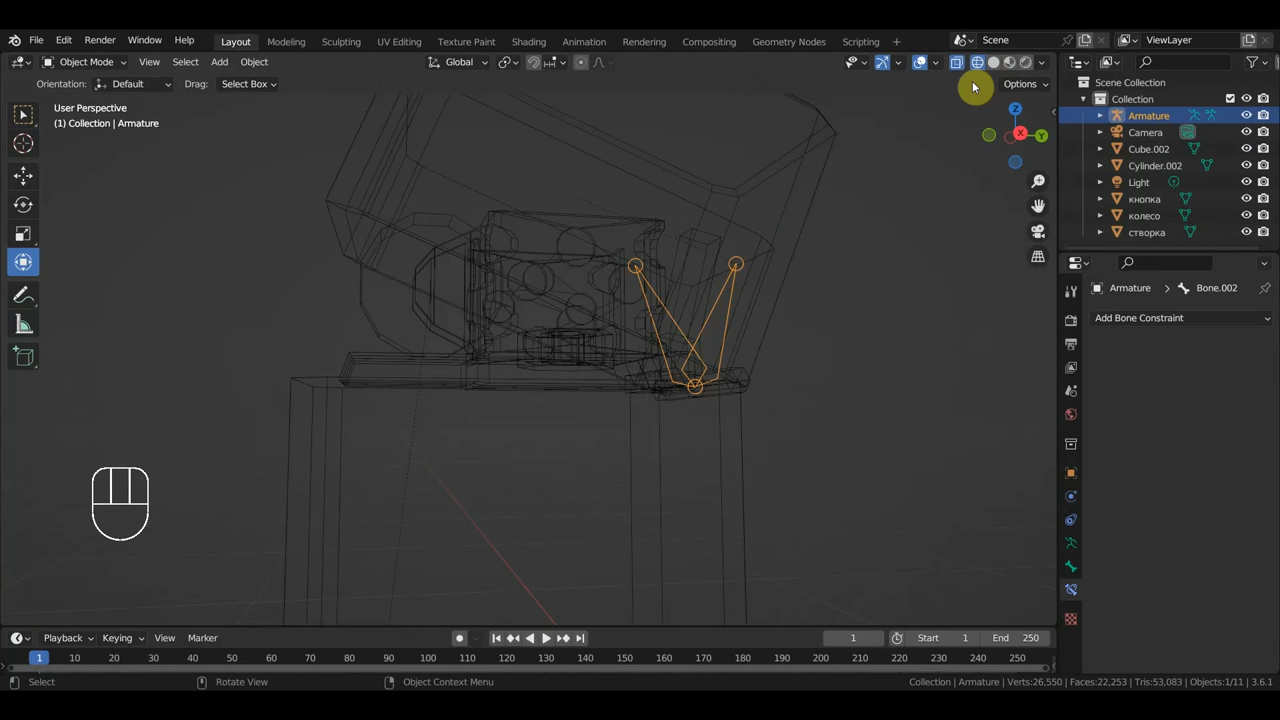 File Edit Render Window Help Layout Modeling Sculpting UV Editing Texture Paint Shading Animation Rendering Compositing Geometry Nodes Scripting + Scene ViewLayer
Object Mode View Select Add Object Global
Orientation: Default Drag: Select Box Options
User Perspective
(1) Collection | Armature
Z
X
Y
Scene Collection
Collection
Armature
Camera
Cube.002
Cylinder.002
Light
кнопка
колесо
створка
Armature > Bone.002
Add Bone Constraint
Playback Keying View Marker 1 Start 1 End 250
1 10 20 30 40 50 60 70 80 90 100 110 120 130 140 150 160 170 180 190 200 210 220 230 240 250
Select Rotate View Object Context Menu Collection | Armature | Verts:26,550 | Faces:22,253 | Tris:53,083 | Objects:1/11 | 3.6.1